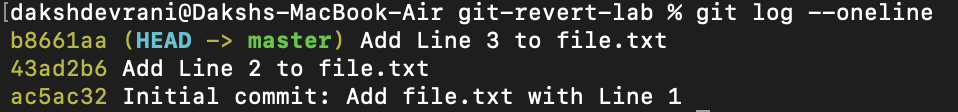 [dakshdevrani@Dakshs-MacBook-Air git-revert-lab % git log --oneline
b8661aa (HEAD -> master) Add Line 3 to file.txt
43ad2b6 Add Line 2 to file.txt
ac5ac32 Initial commit: Add file.txt with Line 1